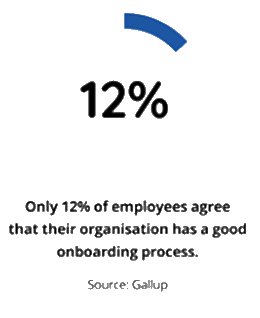 12%
Only 12% of employees agree
that their organisation has a good
onboarding process.
Source: Gallup